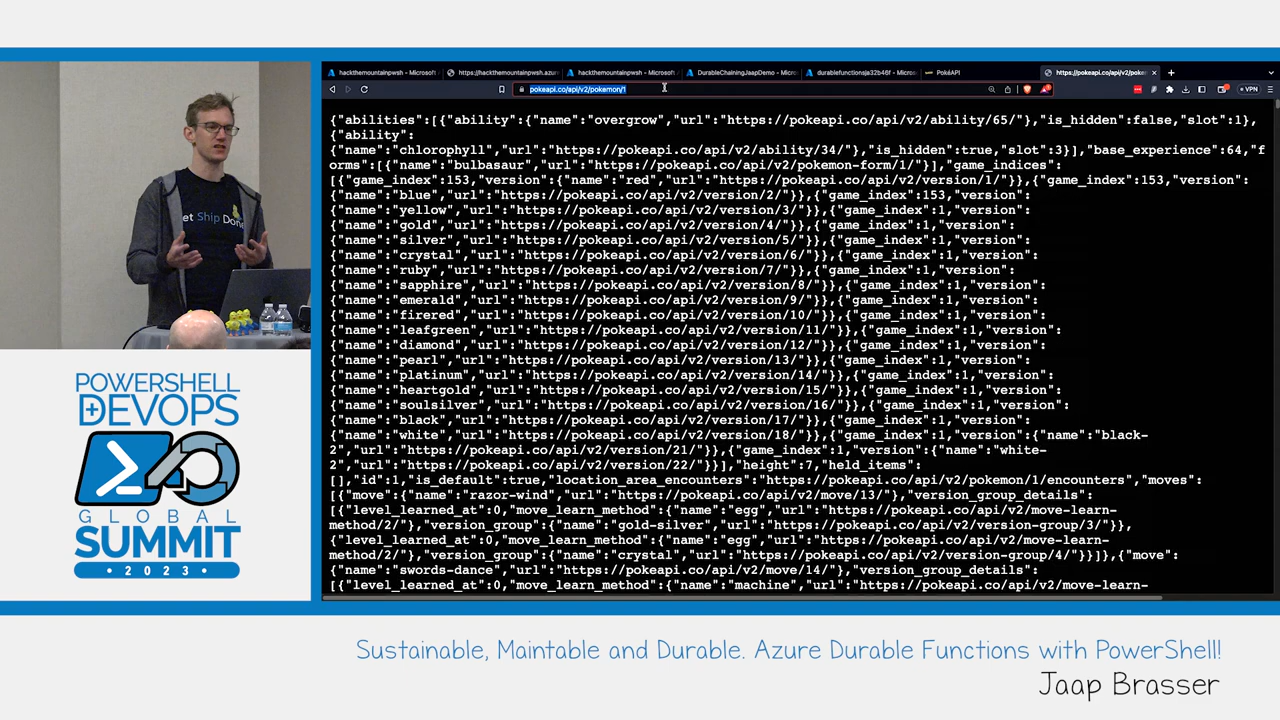 hackthemountainpwsh - Microsoft
https://hackthemountainpwsh.azure
hackthemountainpwsh - Microsoft
DurableChainingJaapDemo - Micro
durablefunctionsja32b46f - Micros
PokéAPI
https://pokeapi.co/api/v2/poke
pokeapi.co/api/v2/pokemon/1
VPN
{"abilities":[{"ability":{"name":"overgrow","url":"https://pokeapi.co/api/v2/ability/65/"},"is_hidden":false,"slot":1},
{"ability":
{"name":"chlorophyll","url":"https://pokeapi.co/api/v2/ability/34/"},"is_hidden":true,"slot":3}],"base_experience":64,"f
orms":[{"name":"bulbasaur","url":"https://pokeapi.co/api/v2/pokemon-form/1/"}],"game_indices":
[{"game_index":153,"version":{"name":"red","url":"https://pokeapi.co/api/v2/version/1/"}},{"game_index":153,"version":
{"name":"blue","url":"https://pokeapi.co/api/v2/version/2/"}},{"game_index":153,"version":
{"name":"yellow","url":"https://pokeapi.co/api/v2/version/3/"}},{"game_index":1,"version":
{"name":"gold","url":"https://pokeapi.co/api/v2/version/4/"}},{"game_index":1,"version":
{"name":"silver","url":"https://pokeapi.co/api/v2/version/5/"}},{"game_index":1,"version":
{"name":"crystal","url":"https://pokeapi.co/api/v2/version/6/"}},{"game_index":1,"version":
{"name":"ruby","url":"https://pokeapi.co/api/v2/version/7/"}},{"game_index":1,"version":
{"name":"sapphire","url":"https://pokeapi.co/api/v2/version/8/"}},{"game_index":1,"version":
{"name":"emerald","url":"https://pokeapi.co/api/v2/version/9/"}},{"game_index":1,"version":
{"name":"firered","url":"https://pokeapi.co/api/v2/version/10/"}},{"game_index":1,"version":
{"name":"leafgreen","url":"https://pokeapi.co/api/v2/version/11/"}},{"game_index":1,"version":
{"name":"diamond","url":"https://pokeapi.co/api/v2/version/12/"}},{"game_index":1,"version":
{"name":"pearl","url":"https://pokeapi.co/api/v2/version/13/"}},{"game_index":1,"version":
{"name":"platinum","url":"https://pokeapi.co/api/v2/version/14/"}},{"game_index":1,"version":
{"name":"heartgold","url":"https://pokeapi.co/api/v2/version/15/"}},{"game_index":1,"version":
{"name":"soulsilver","url":"https://pokeapi.co/api/v2/version/16/"}},{"game_index":1,"version":
{"name":"black","url":"https://pokeapi.co/api/v2/version/17/"}},{"game_index":1,"version":
{"name":"white","url":"https://pokeapi.co/api/v2/version/18/"}},{"game_index":1,"version":{"name":"black-
2","url":"https://pokeapi.co/api/v2/version/21/"}},{"game_index":1,"version":{"name":"white-
2","url":"https://pokeapi.co/api/v2/version/22/"}}],"height":7,"held_items":
[],"id":1,"is_default":true,"location_area_encounters":"https://pokeapi.co/api/v2/pokemon/1/encounters","moves":
[{"move":{"name":"razor-wind","url":"https://pokeapi.co/api/v2/move/13/"},"version_group_details":
[{"level_learned_at":0,"move_learn_method":{"name":"egg","url":"https://pokeapi.co/api/v2/move-learn-
method/2/"},"version_group":{"name":"gold-silver","url":"https://pokeapi.co/api/v2/version-group/3/"}},
{"level_learned_at":0,"move_learn_method":{"name":"egg","url":"https://pokeapi.co/api/v2/move-learn-
method/2/"},"version_group":{"name":"crystal","url":"https://pokeapi.co/api/v2/version-group/4/"}}]},{"move":
{"name":"swords-dance","url":"https://pokeapi.co/api/v2/move/14/"},"version_group_details":
[{"level_learned_at":0,"move_learn_method":{"name":"machine","url":"https://pokeapi.co/api/v2/move-learn-
et Ship Done
POWERSHELL
+DEVOPS
GLOBAL
SUMMIT
• 2023 •
Sustainable, Maintable and Durable. Azure Durable Functions with PowerShell!
Jaap Brasser